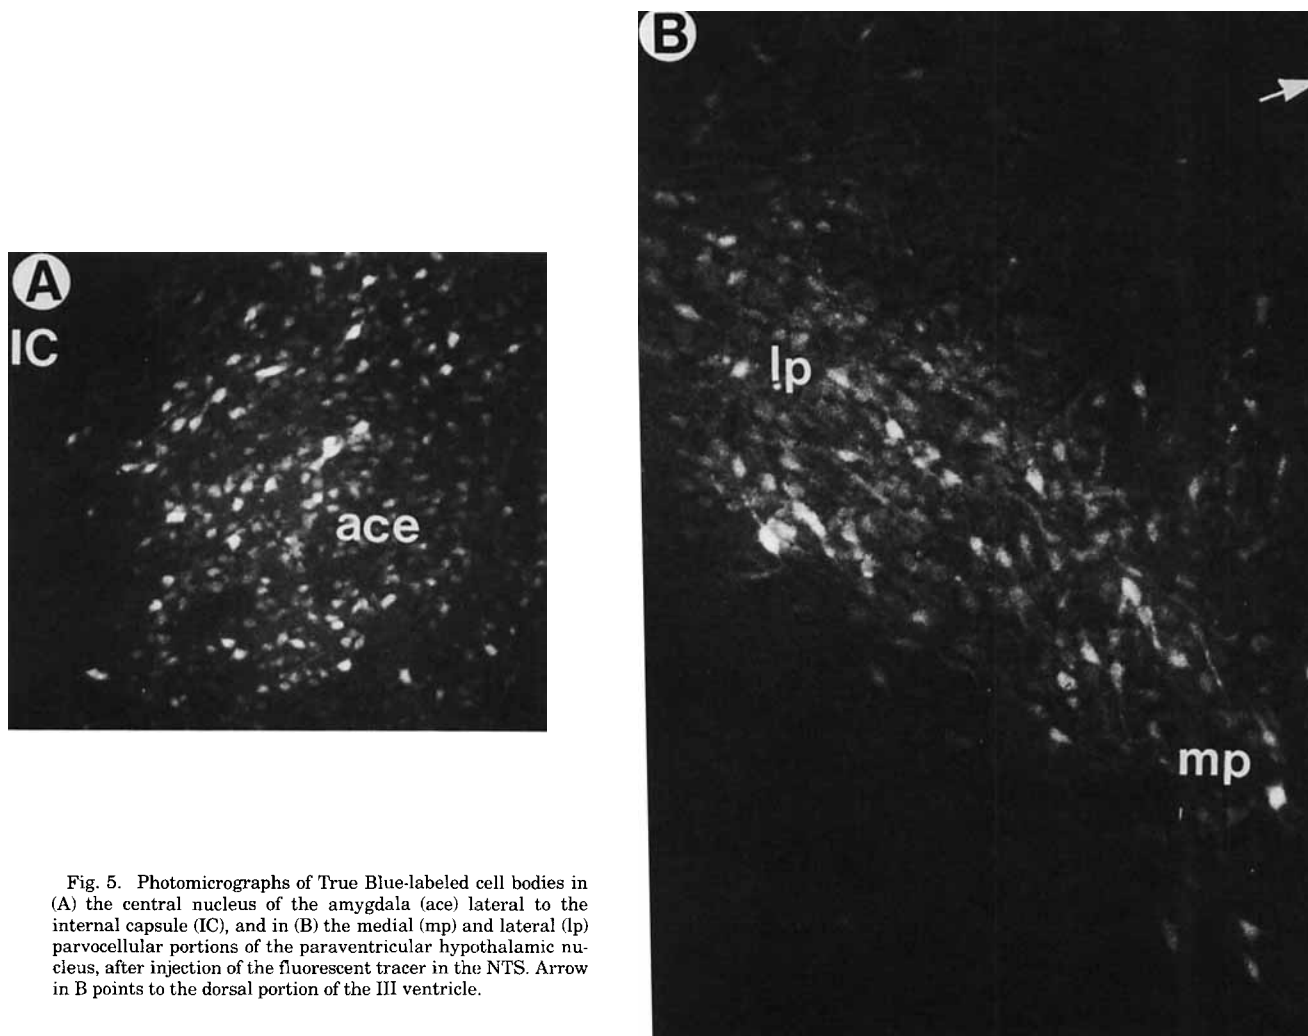 A
IC
ace
B
lp
mp
Fig. 5. Photomicrographs of True Blue-labeled cell bodies in
(A) the central nucleus of the amygdala (ace) lateral to the
internal capsule (IC), and in (B) the medial (mp) and lateral (lp)
parvocellular portions of the paraventricular hypothalamic nu-
cleus, after injection of the fluorescent tracer in the NTS. Arrow
in B points to the dorsal portion of the III ventricle.